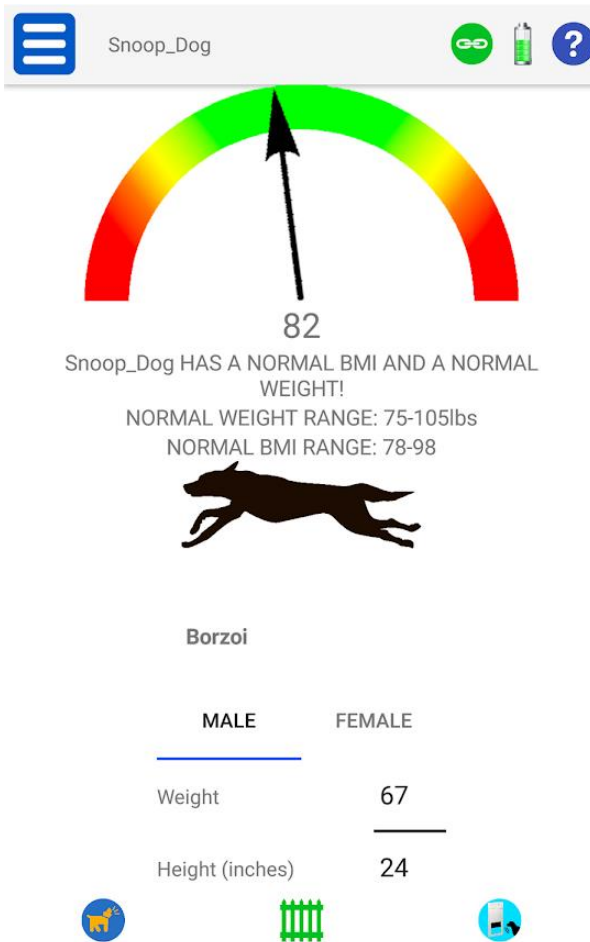 Snoop_Dog
?
82
Snoop_Dog HAS A NORMAL BMI AND A NORMAL
WEIGHT!
NORMAL WEIGHT RANGE: 75-105lbs
NORMAL BMI RANGE: 78-98
Borzoi
MALE FEMALE
Weight 67
Height (inches) 24